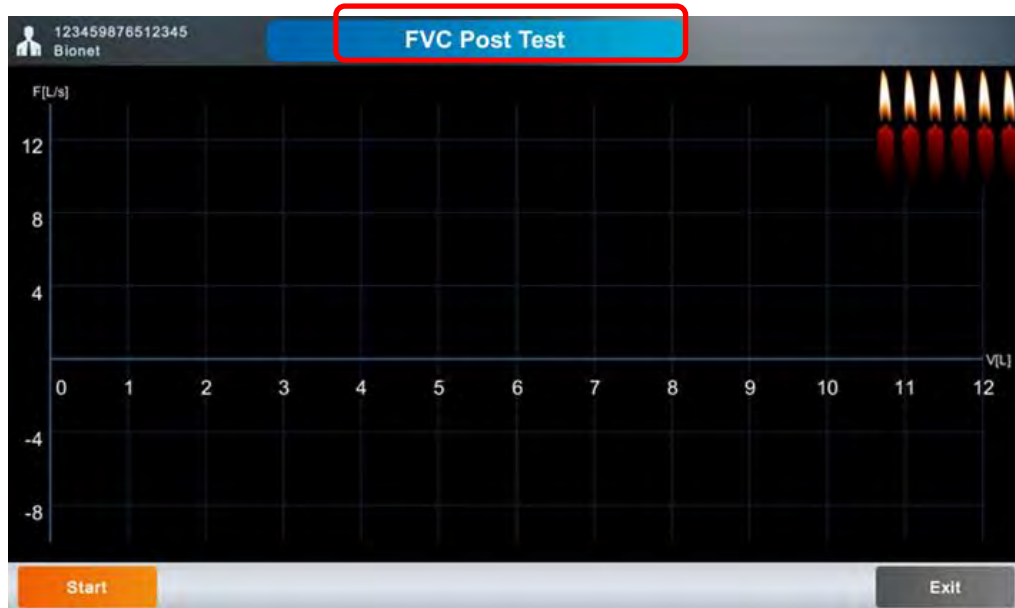 123459876512345
Bionet
FVC Post Test
F[L/s]
12
8
4
V[L]
0 1 2 3 4 5 6 7 8 9 10 11 12
-4
-8
Start Exit